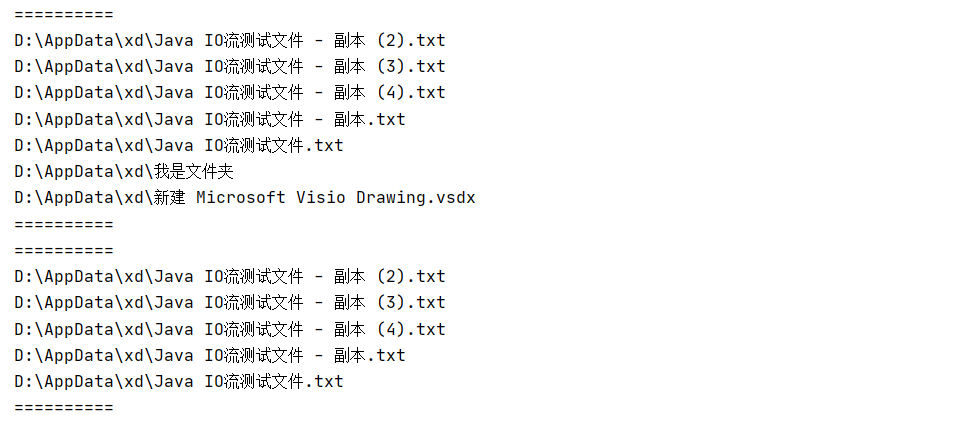 ==========
D:\AppData\xd\Java IO流测试文件 - 副本 (2).txt
D:\AppData\xd\Java IO流测试文件 - 副本 (3).txt
D:\AppData\xd\Java IO流测试文件 - 副本 (4).txt
D:\AppData\xd\Java IO流测试文件 - 副本.txt
D:\AppData\xd\Java IO流测试文件.txt
D:\AppData\xd\我是文件夹
D:\AppData\xd\新建 Microsoft Visio Drawing.vsdx
==========
==========
D:\AppData\xd\Java IO流测试文件 - 副本 (2).txt
D:\AppData\xd\Java IO流测试文件 - 副本 (3).txt
D:\AppData\xd\Java IO流测试文件 - 副本 (4).txt
D:\AppData\xd\Java IO流测试文件 - 副本.txt
D:\AppData\xd\Java IO流测试文件.txt
==========